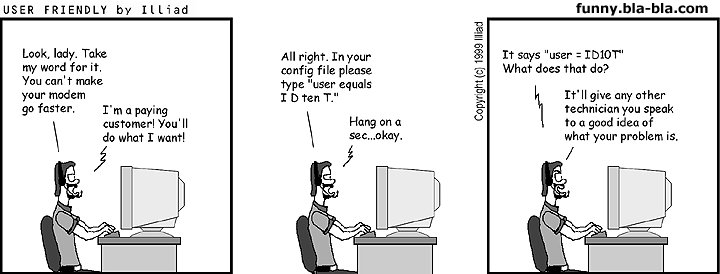 USER FRIENDLY by Illiad
funny.bla-bla.com
Look, lady. Take
my word for it.
You can't make
your modem
go faster.
I'm a paying
customer! You'll
do what I want!
All right. In your
config file please
type "user equals
I D ten T."
Hang on a
sec...okay.
Copyright (c) 1999 Illiad
It says "user = ID10T"
What does that do?
It'll give any other
technician you speak
to a good idea of
what your problem is.